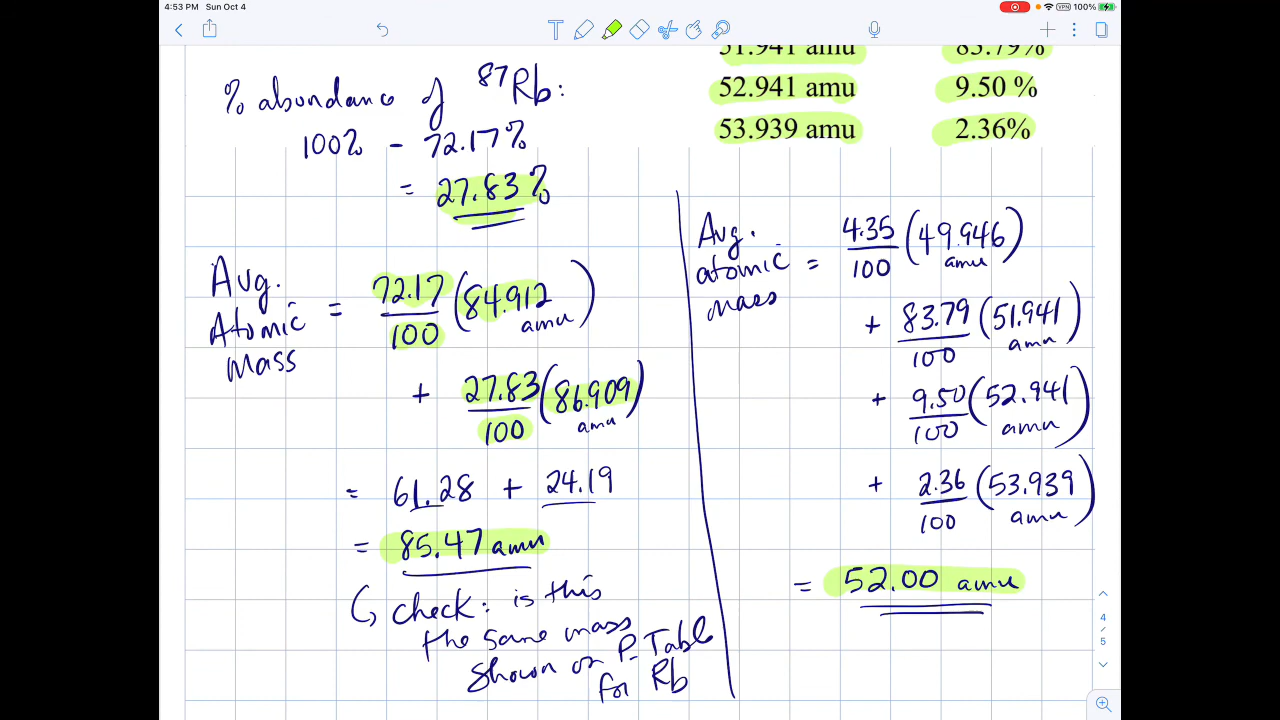 4:53 PM Sun Oct 4
VPN 100%
51.941 amu 83.79%
52.941 amu 9.50 %
53.939 amu 2.36%
% abundance of ⁸⁷Rb:
100% - 72.17%
= 27.83%
Avg. Atomic Mass = 72.17/100 (84.912 amu)
+ 27.83/100 (86.909 amu)
= 61.28 + 24.19
= 85.47 amu
↳ check: is this
the same mass
shown on P-Table
for Rb
Avg. atomic mass = 4.35/100 (49.946 amu)
+ 83.79/100 (51.941 amu)
+ 9.50/100 (52.941 amu)
+ 2.36/100 (53.939 amu)
= 52.00 amu
4
/
5